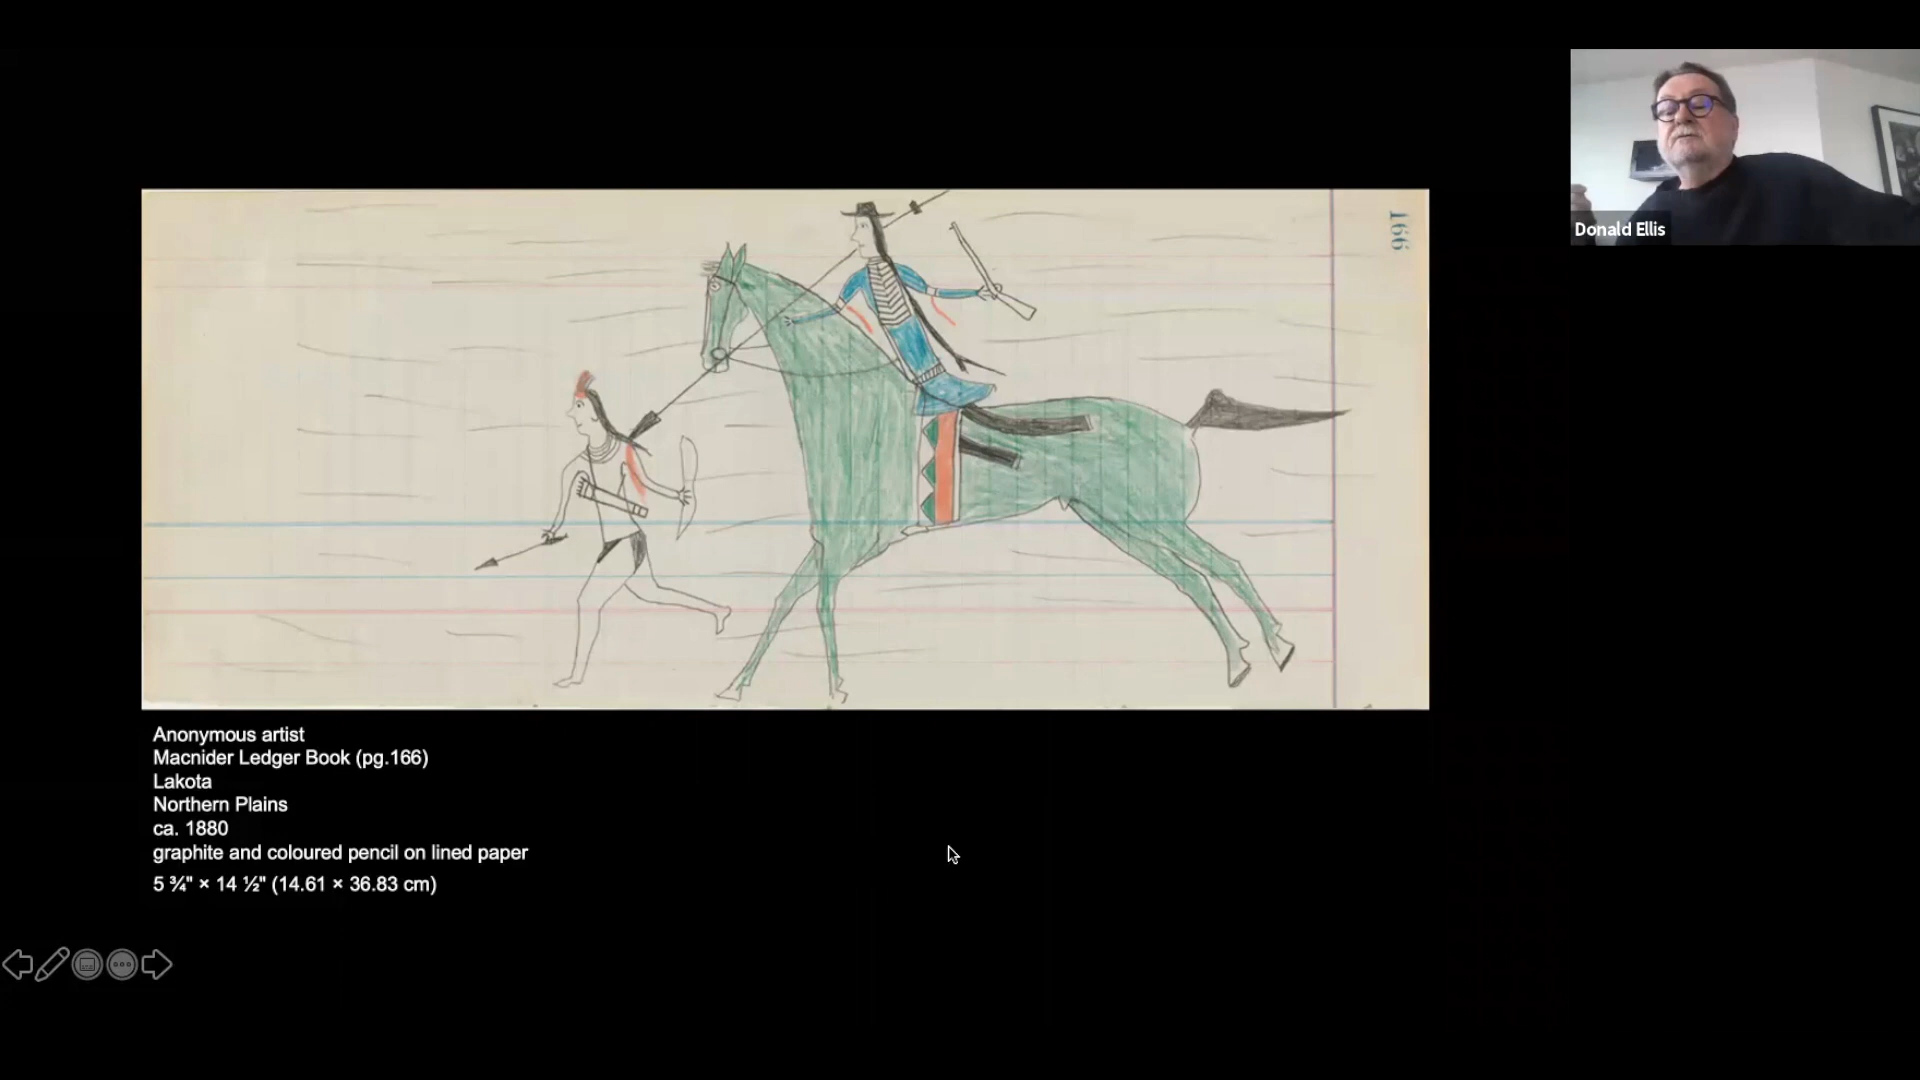 166
Donald Ellis
Anonymous artist
Macnider Ledger Book (pg.166)
Lakota
Northern Plains
ca. 1880
graphite and coloured pencil on lined paper
5 ¾" × 14 ½" (14.61 × 36.83 cm)